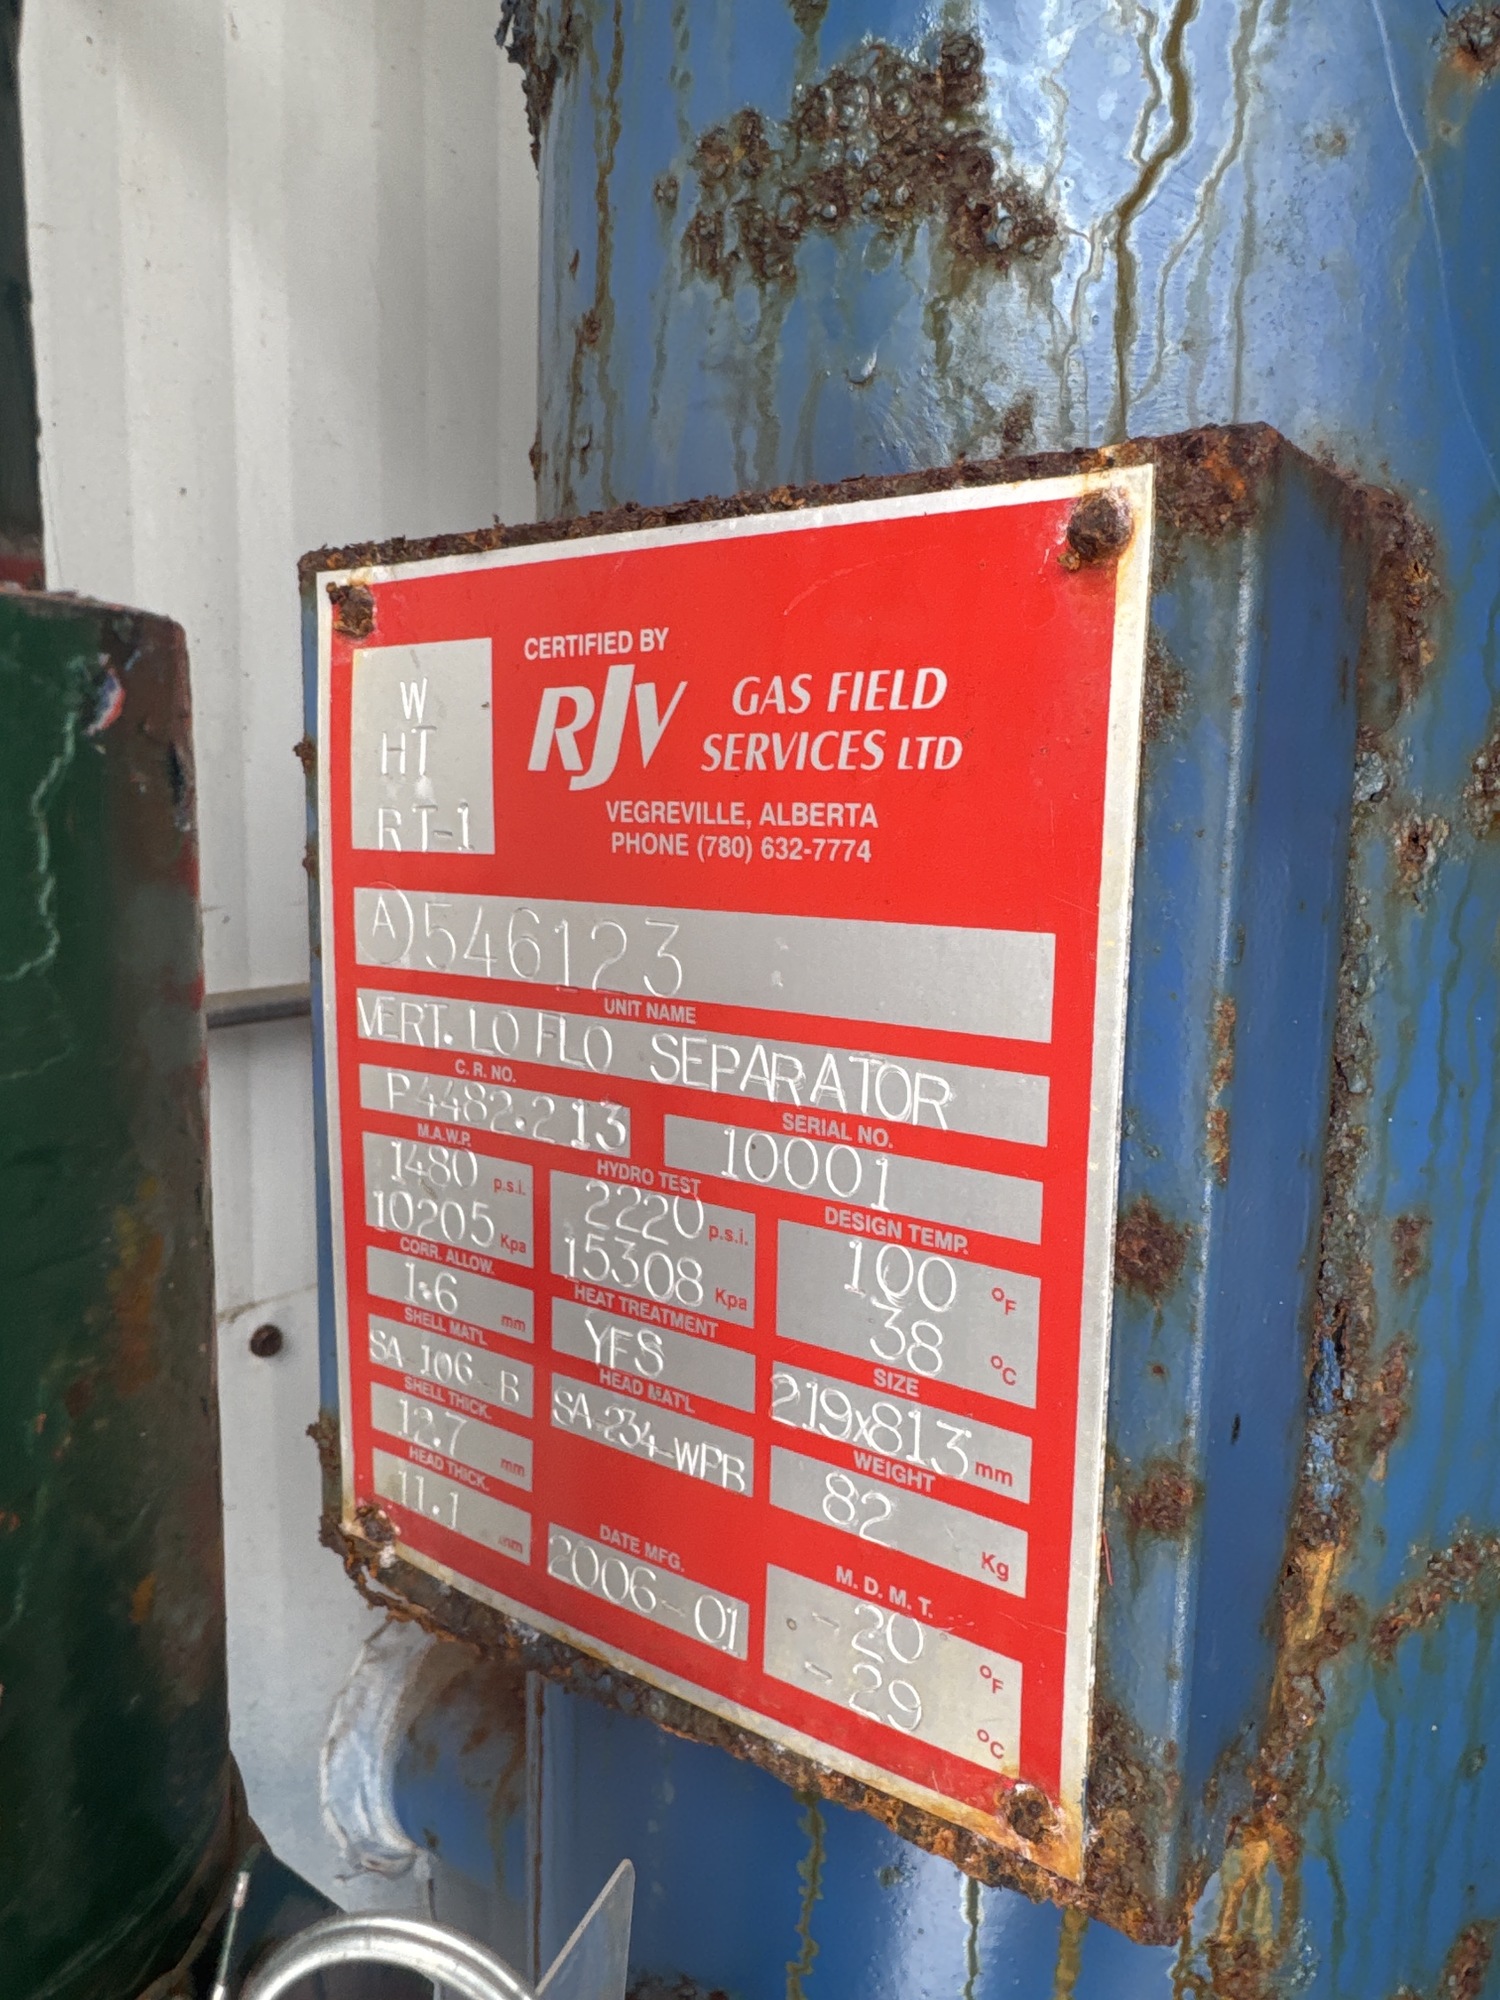 W
HT
RT-1
CERTIFIED BY
RJV GAS FIELD
SERVICES LTD
VEGREVILLE, ALBERTA
PHONE (780) 632-7774
A) 546123
UNIT NAME
VERT. LO FLO SEPARATOR
C. R. NO.
P4482.213
SERIAL NO.
10001
M.A.W.P.
1480 p.s.i.
10205 Kpa
HYDRO TEST
2220 p.s.i.
15308 Kpa
DESIGN TEMP.
100 °F
38 °C
CORR. ALLOW.
1.6 mm
HEAT TREATMENT
YES
SIZE
219x813 mm
SHELL MAT'L
SA-106-B
HEAD MAT'L
SA-234-WPB
WEIGHT
82 Kg
SHELL THICK.
12.7 mm
HEAD THICK.
11.1 mm
DATE MFG.
2006-01
M. D. M. T.
-20 °F
-29 °C